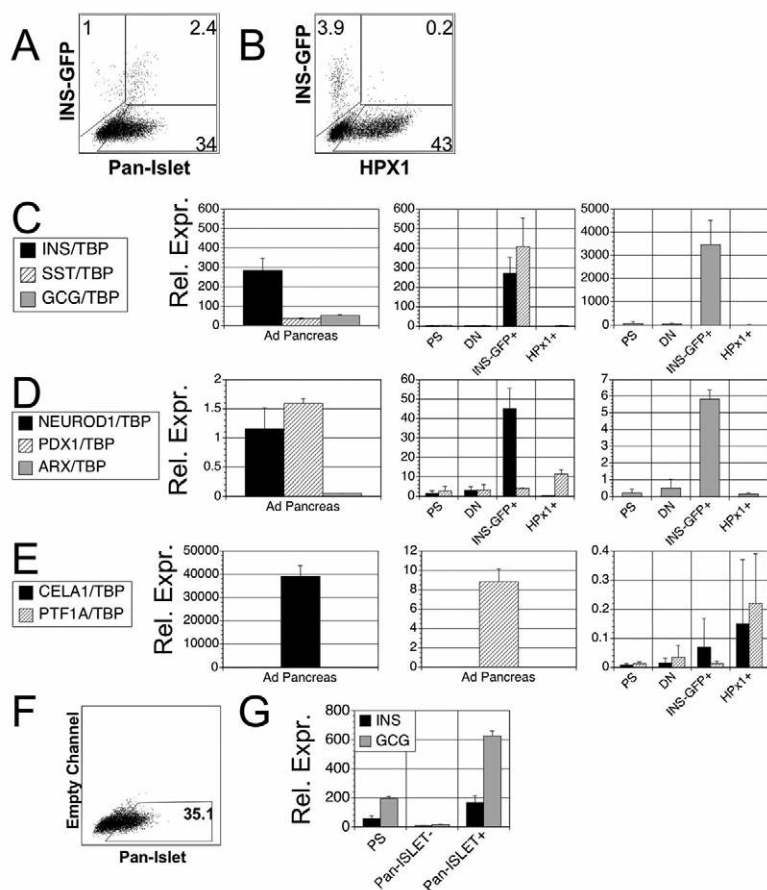 A
B
INS-GFP
1
2.4
34
Pan-Islet
INS-GFP
3.9
0.2
43
HPX1
C
INS/TBP
SST/TBP
GCG/TBP
Rel. Expr.
600
500
400
300
200
100
0
Ad Pancreas
600
500
400
300
200
100
0
PS
DN
INS-GFP+
HPx1+
5000
4000
3000
2000
1000
0
PS
DN
INS-GFP+
HPx1+
D
NEUROD1/TBP
PDX1/TBP
ARX/TBP
Rel. Expr.
2
1.5
1
0.5
0
Ad Pancreas
60
50
40
30
20
10
0
PS
DN
INS-GFP+
HPx1+
7
6
5
4
3
2
1
0
PS
DN
INS-GFP+
HPx1+
E
CELA1/TBP
PTF1A/TBP
Rel. Expr.
50000
40000
30000
20000
10000
0
Ad Pancreas
Rel. Expr.
12
10
8
6
4
2
0
Ad Pancreas
0.4
0.3
0.2
0.1
0
PS
DN
INS-GFP+
HPx1+
F
Empty Channel
35.1
Pan-Islet
G
INS
GCG
Rel. Expr.
800
600
400
200
0
PS
Pan-ISLET-
Pan-ISLET+